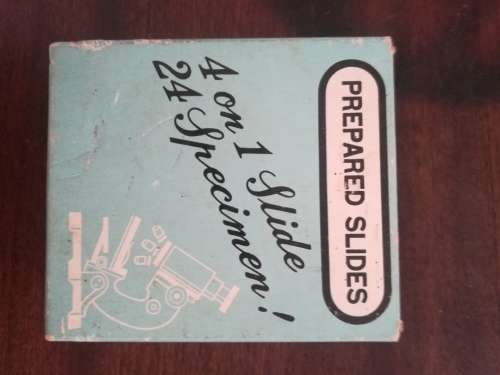 PREPARED SLIDES
4 on 1 Slide
24 Specimen!